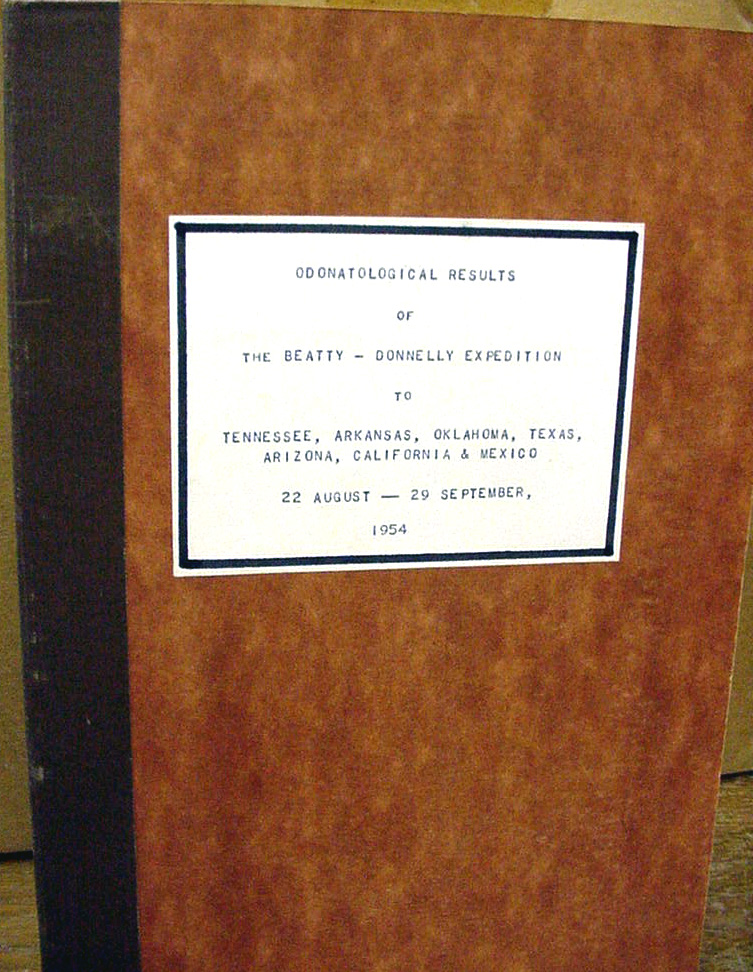 ODONATOLOGICAL RESULTS
OF
THE BEATTY – DONNELLY EXPEDITION
TO
TENNESSEE, ARKANSAS, OKLAHOMA, TEXAS,
ARIZONA, CALIFORNIA & MEXICO
22 AUGUST — 29 SEPTEMBER,
1954